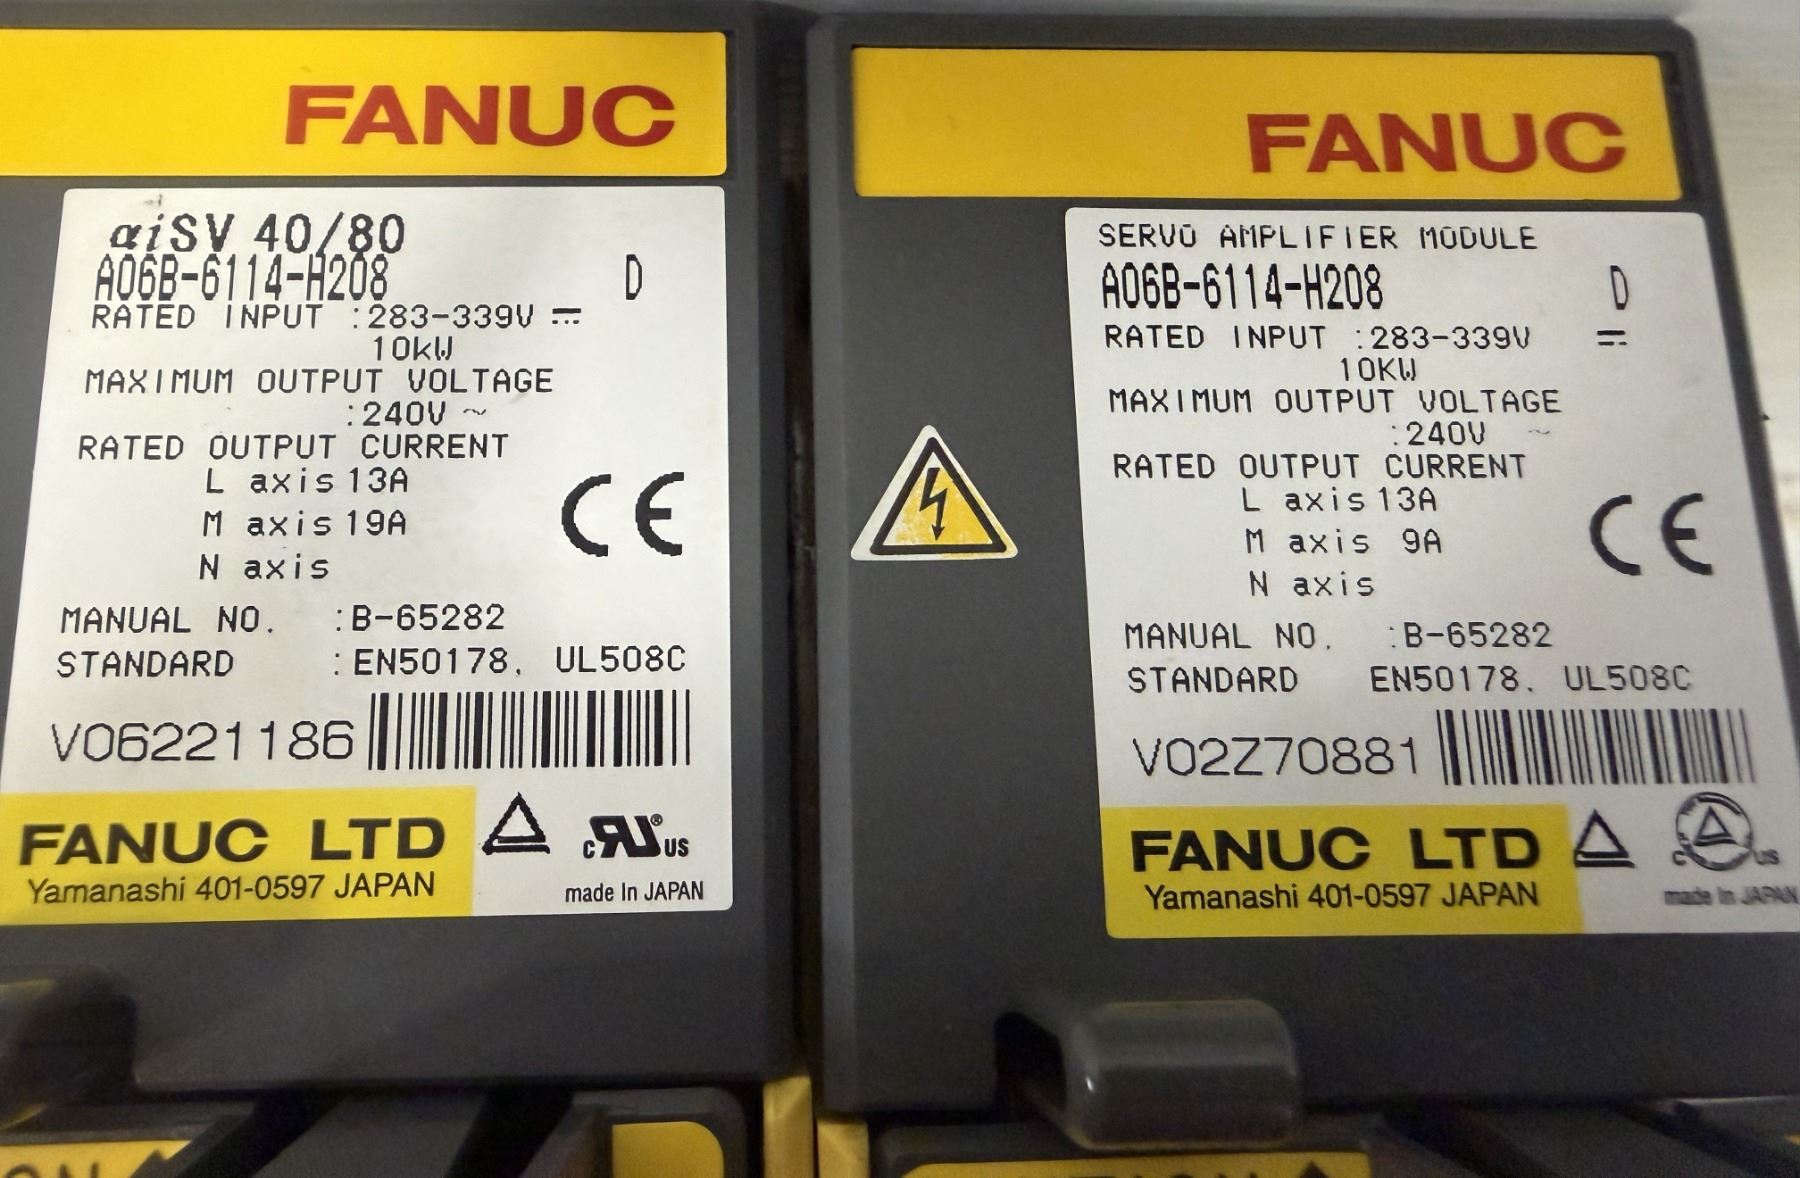 FANUC
αiSV 40/80
A06B-6114-H208 D
RATED INPUT :283-339V
10kW
MAXIMUM OUTPUT VOLTAGE
:240V ~
RATED OUTPUT CURRENT
L axis 13A
M axis 19A
N axis
CE
MANUAL NO. :B-65282
STANDARD :EN50178, UL508C
V06221186
FANUC LTD
Yamanashi 401-0597 JAPAN
c RU® US
made In JAPAN
FANUC
SERVO AMPLIFIER MODULE
A06B-6114-H208 D
RATED INPUT :283-339V
10KW
MAXIMUM OUTPUT VOLTAGE
:240V ~
RATED OUTPUT CURRENT
L axis 13A
M axis 9A
N axis
CE
MANUAL NO. :B-65282
STANDARD EN50178. UL508C
V02Z70881
FANUC LTD
Yamanashi 401-0597 JAPAN
c US
made In JAPAN